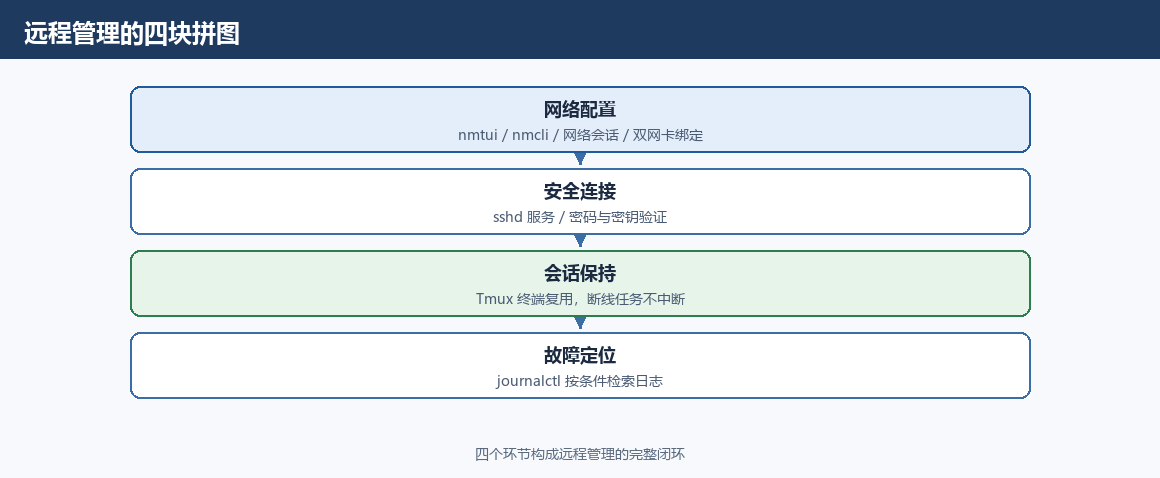 远程管理的四块拼图
网络配置
nmtui / nmcli / 网络会话 / 双网卡绑定
安全连接
sshd 服务 / 密码与密钥验证
会话保持
Tmux 终端复用，断线任务不中断
故障定位
journalctl 按条件检索日志
四个环节构成远程管理的完整闭环